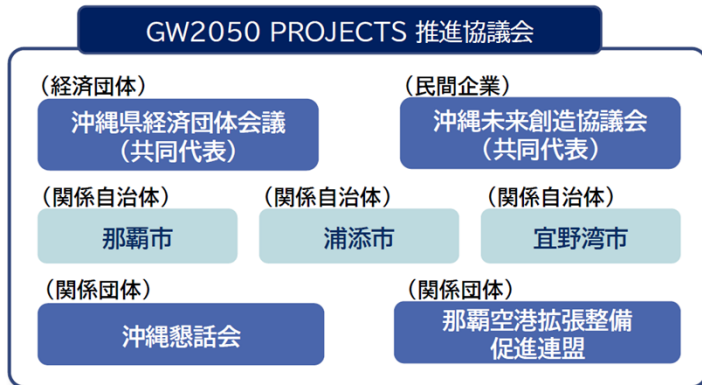 GW2050 PROJECTS 推進協議会
（経済団体）
沖縄県経済団体会議
（共同代表）
（民間企業）
沖縄未来創造協議会
（共同代表）
（関係自治体）
那覇市
（関係自治体）
浦添市
（関係自治体）
宜野湾市
（関係団体）
沖縄懇話会
（関係団体）
那覇空港拡張整備
促進連盟